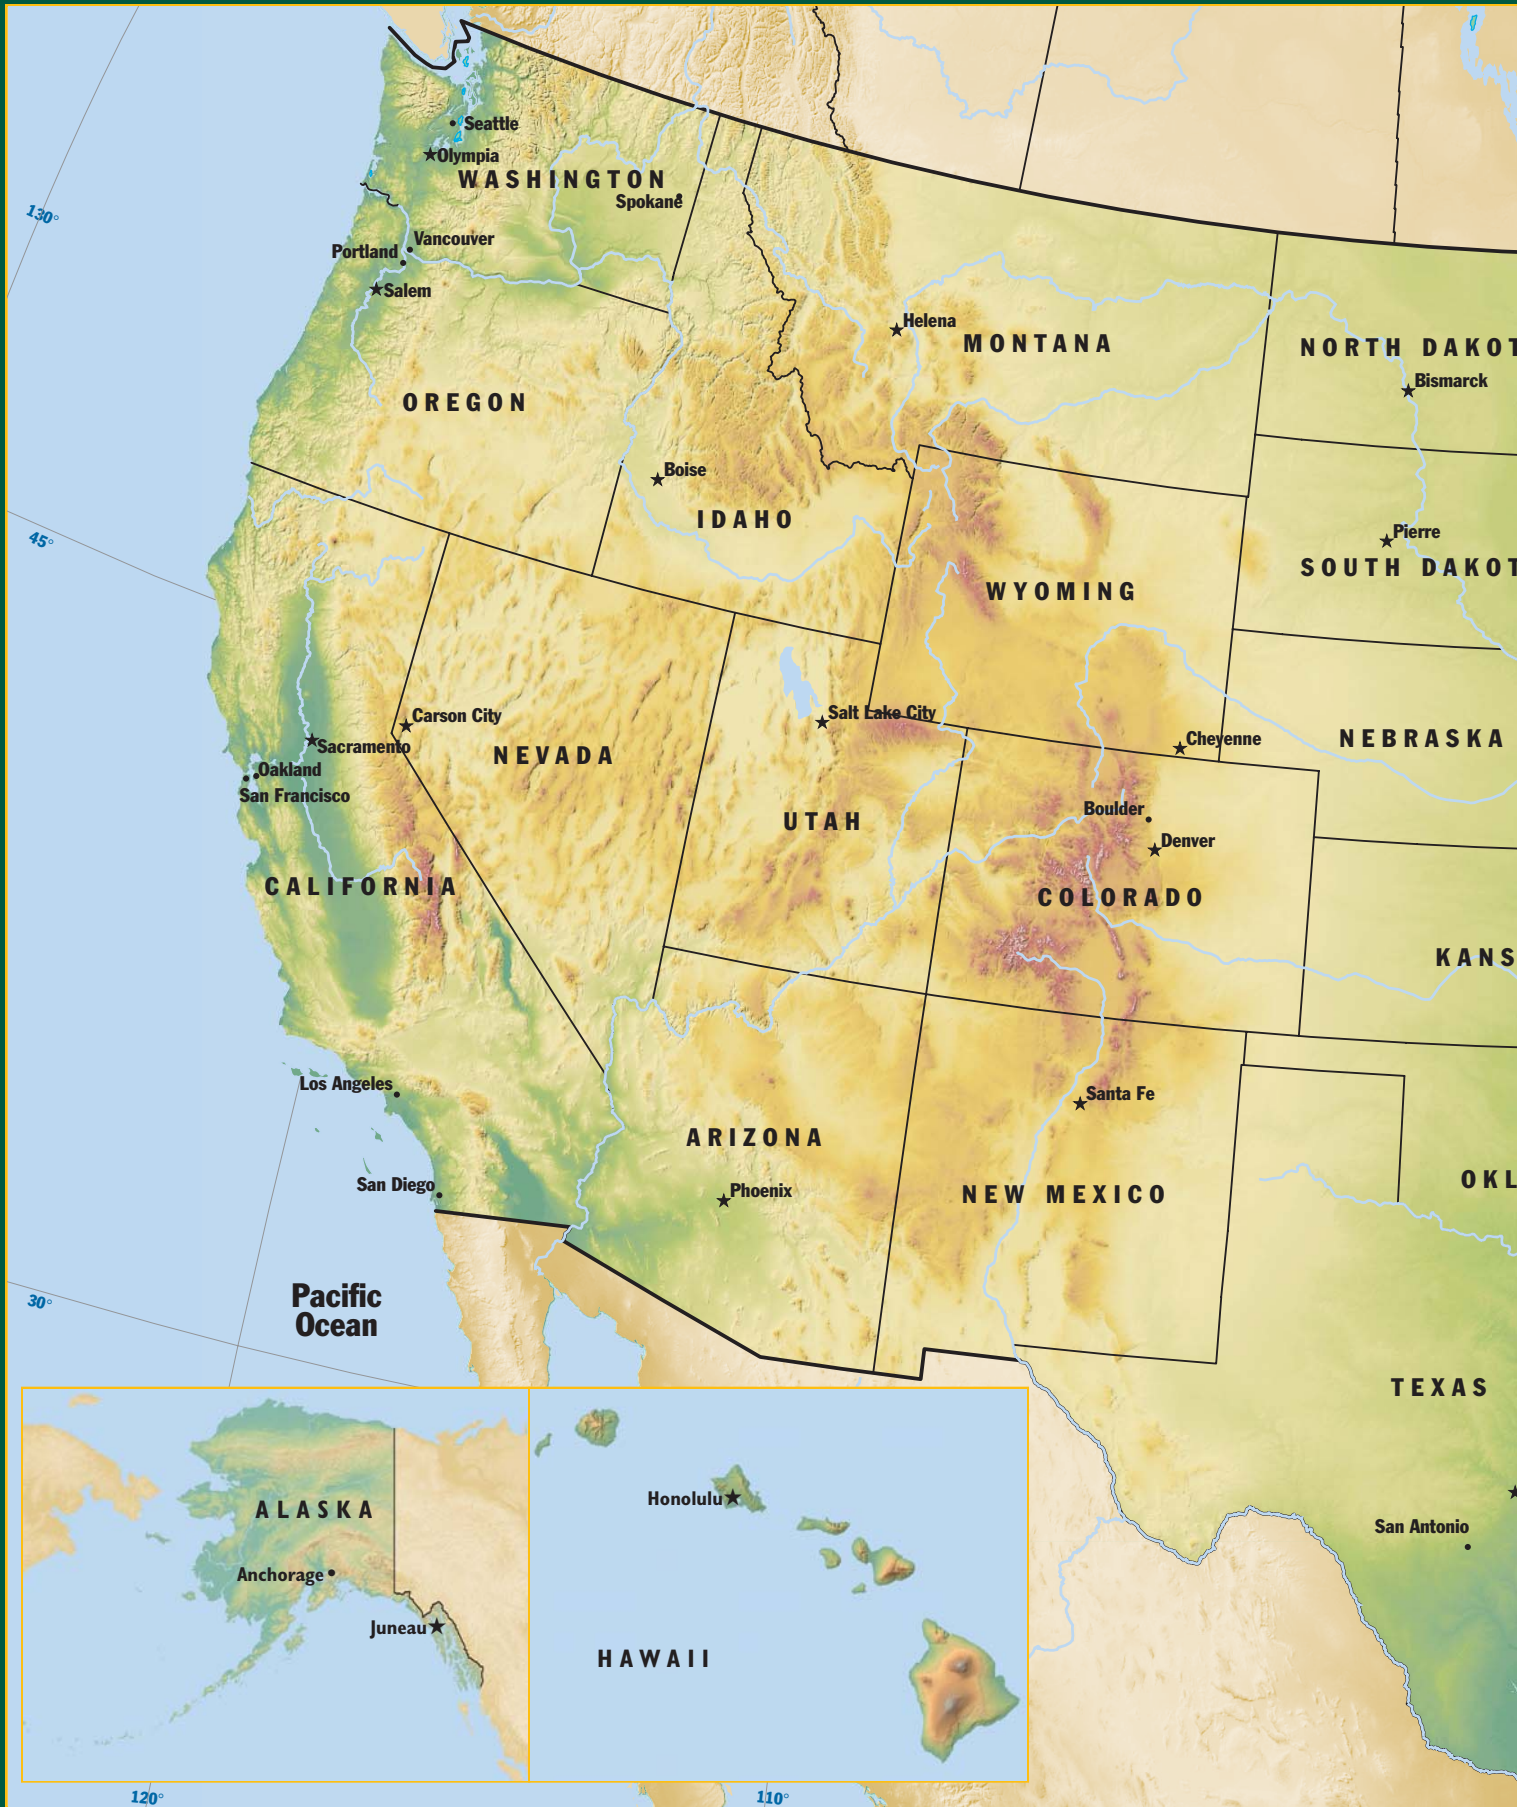 Seattle
Olympia
WASHINGTON
Spokane
130°
Vancouver
Portland
Salem
Helena
MONTANA
NORTH DAKOT
Bismarck
OREGON
Boise
IDAHO
45°
Pierre
SOUTH DAKOT
WYOMING
Carson City
Salt Lake City
Sacramento
NEVADA
Cheyenne
NEBRASKA
Oakland
San Francisco
UTAH
Boulder
Denver
CALIFORNIA
COLORADO
KANS
Los Angeles
Santa Fe
ARIZONA
San Diego
Phoenix
NEW MEXICO
OKL
Pacific
Ocean
30°
TEXAS
ALASKA
Honolulu
San Antonio
Anchorage
Juneau
HAWAII
120°
110°